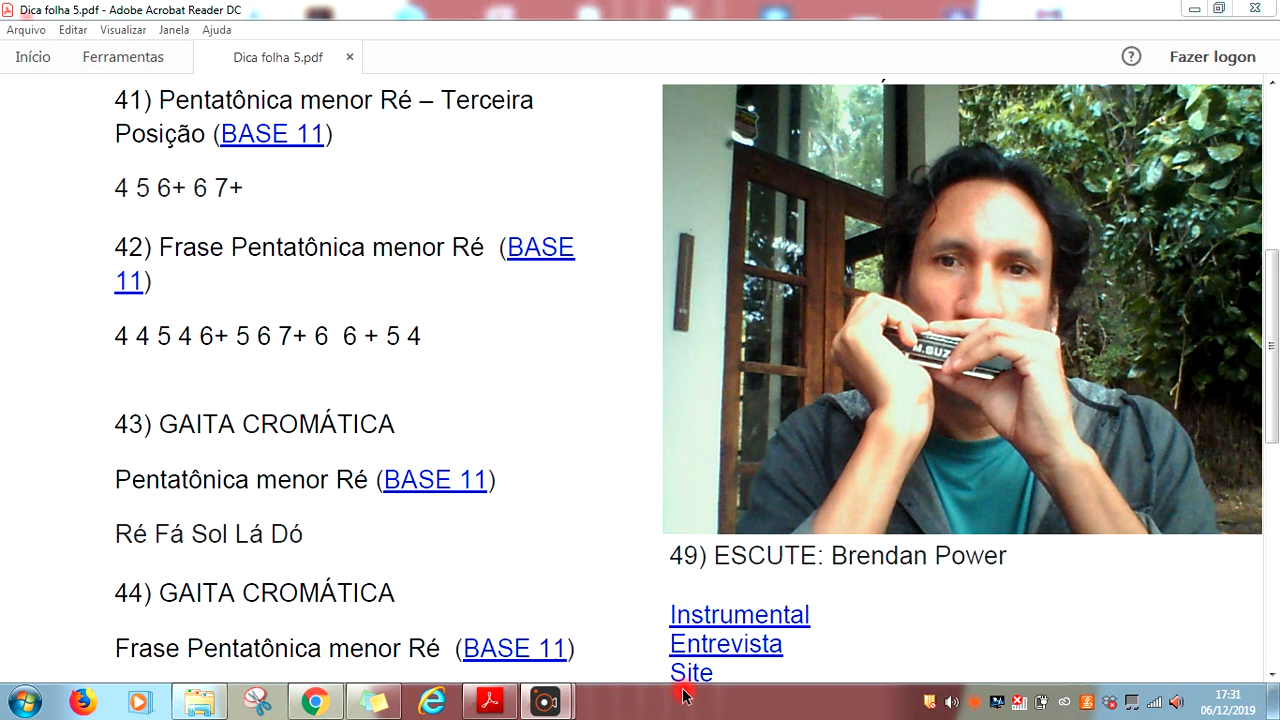 Dica folha 5.pdf - Adobe Acrobat Reader DC
Arquivo Editar Visualizar Janela Ajuda
Início Ferramentas Dica folha 5.pdf × ? Fazer logon
41) Pentatônica menor Ré – Terceira
Posição (BASE 11)
4 5 6+ 6 7+
42) Frase Pentatônica menor Ré (BASE
11)
4 4 5 4 6+ 5 6 7+ 6 6 + 5 4
43) GAITA CROMÁTICA
Pentatônica menor Ré (BASE 11)
Ré Fá Sol Lá Dó
44) GAITA CROMÁTICA
Frase Pentatônica menor Ré (BASE 11)
M.SUZ
49) ESCUTE: Brendan Power
Instrumental
Entrevista
Site
17:31
06/12/2019